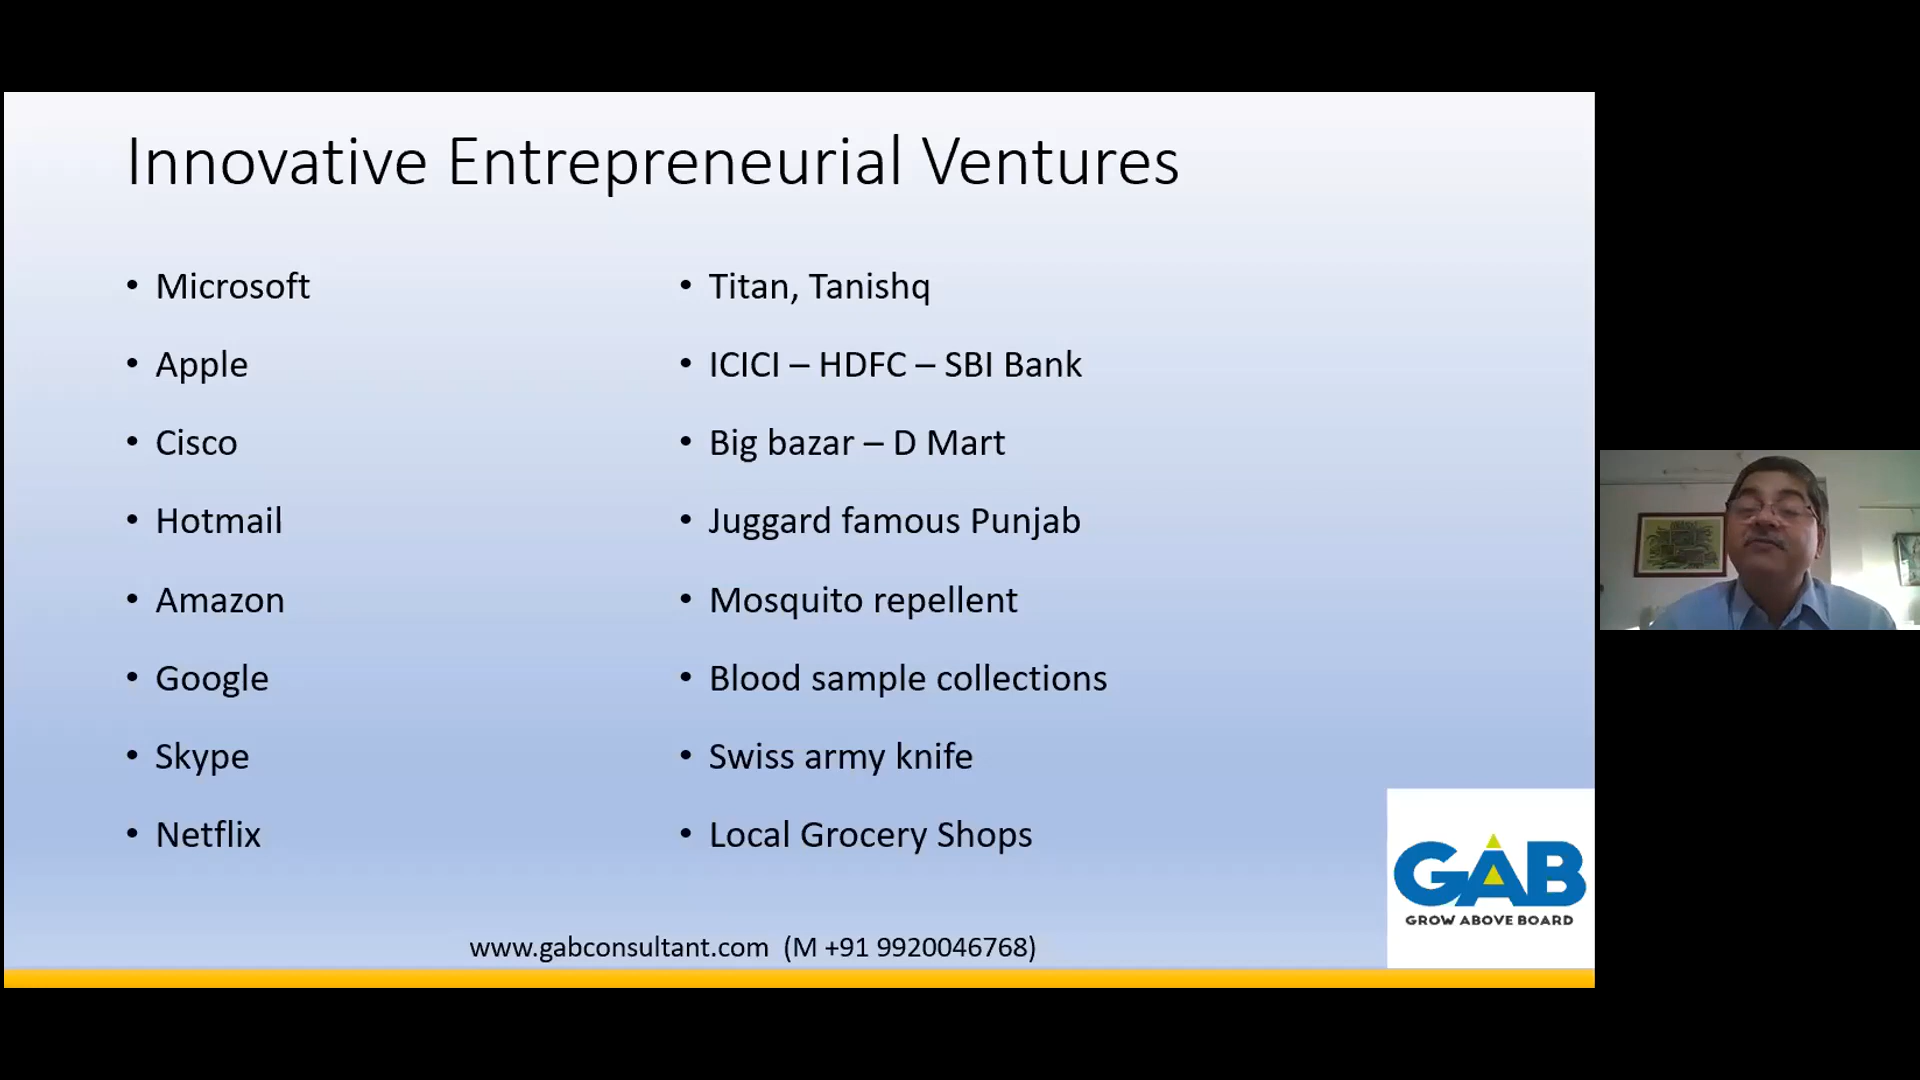 Innovative Entrepreneurial Ventures
• Microsoft
• Apple
• Cisco
• Hotmail
• Amazon
• Google
• Skype
• Netflix
• Titan, Tanishq
• ICICI – HDFC – SBI Bank
• Big bazar – D Mart
• Juggard famous Punjab
• Mosquito repellent
• Blood sample collections
• Swiss army knife
• Local Grocery Shops
GAB
GROW ABOVE BOARD
www.gabconsultant.com (M +91 9920046768)